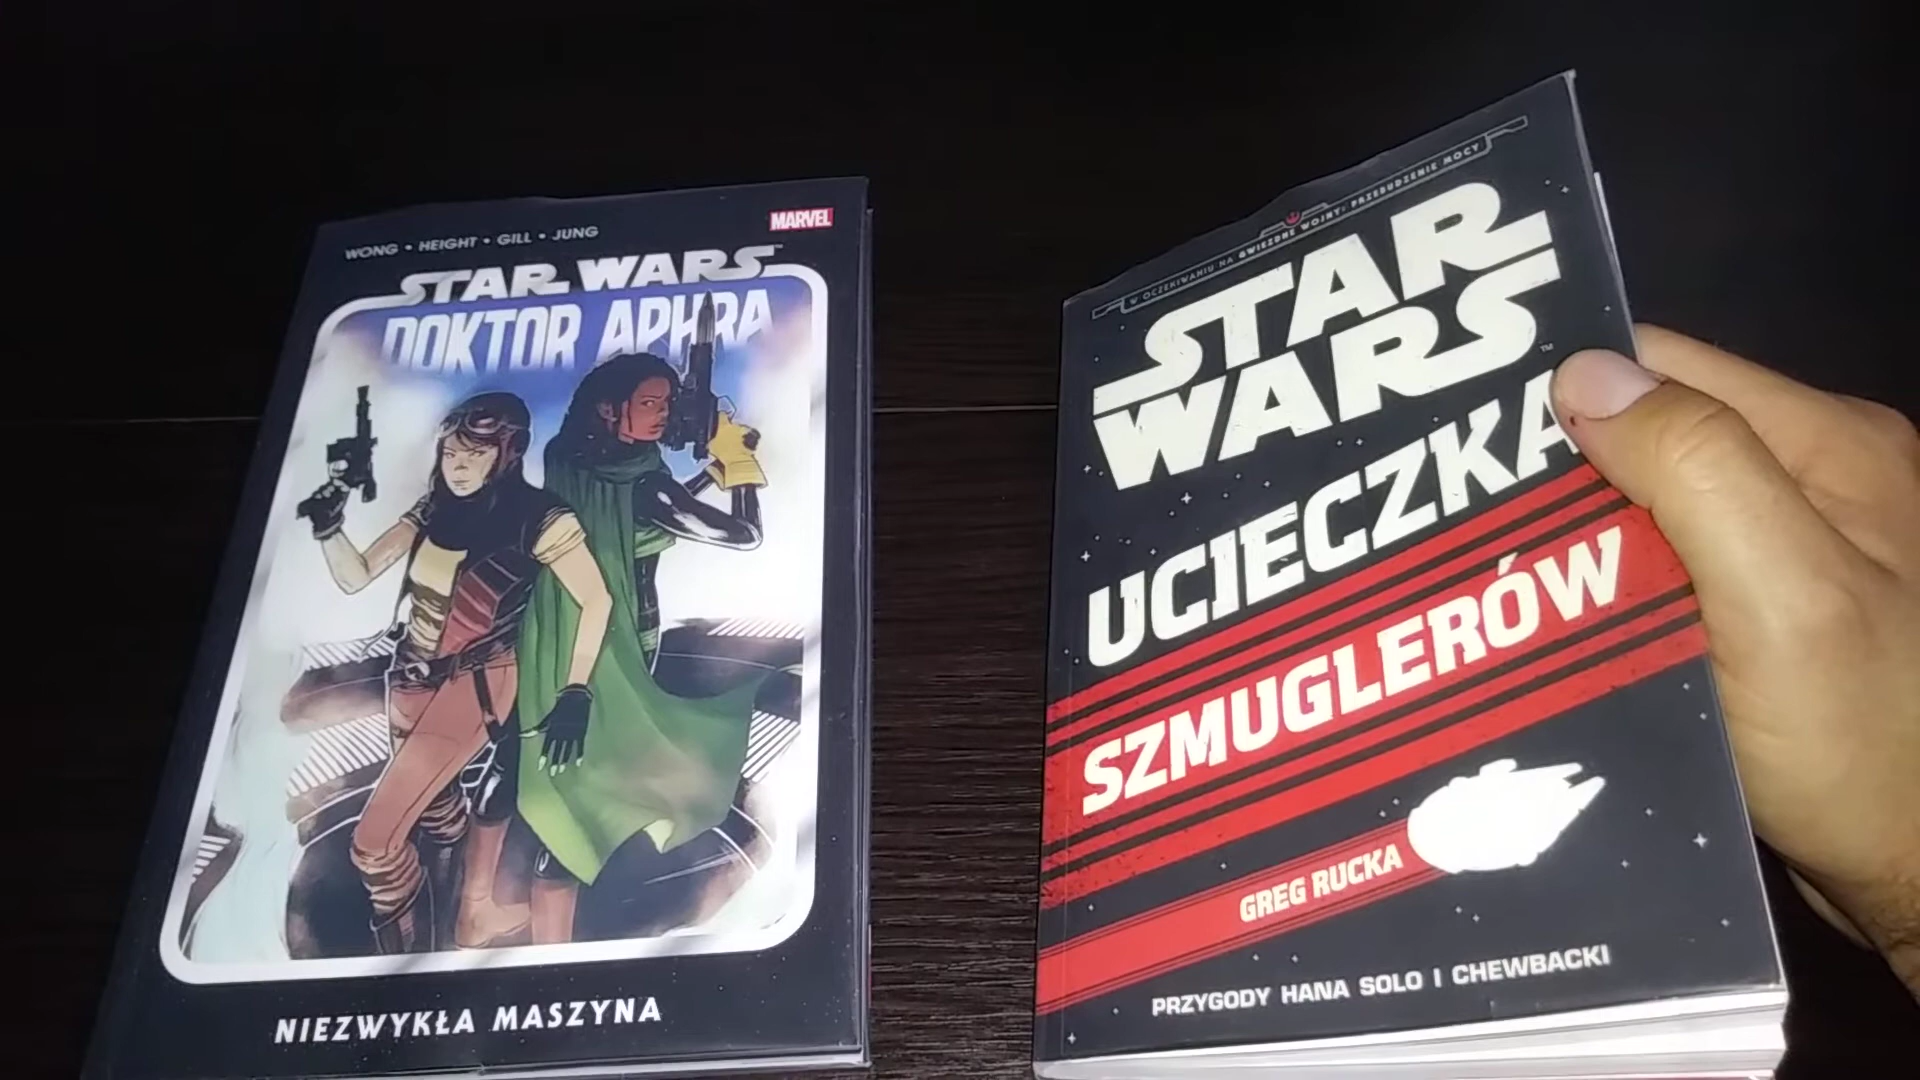 WONG • HEIGHT • GILL • JUNG
MARVEL
STAR WARS
DOKTOR APHRA
NIEZWYKŁA MASZYNA
W OCZEKIWANIU NA GWIEZDNE WOJNY: PRZEBUDZENIE MOCY
STAR
WARS™
UCIECZKA
SZMUGLERÓW
GREG RUCKA
PRZYGODY HANA SOLO I CHEWBACKI